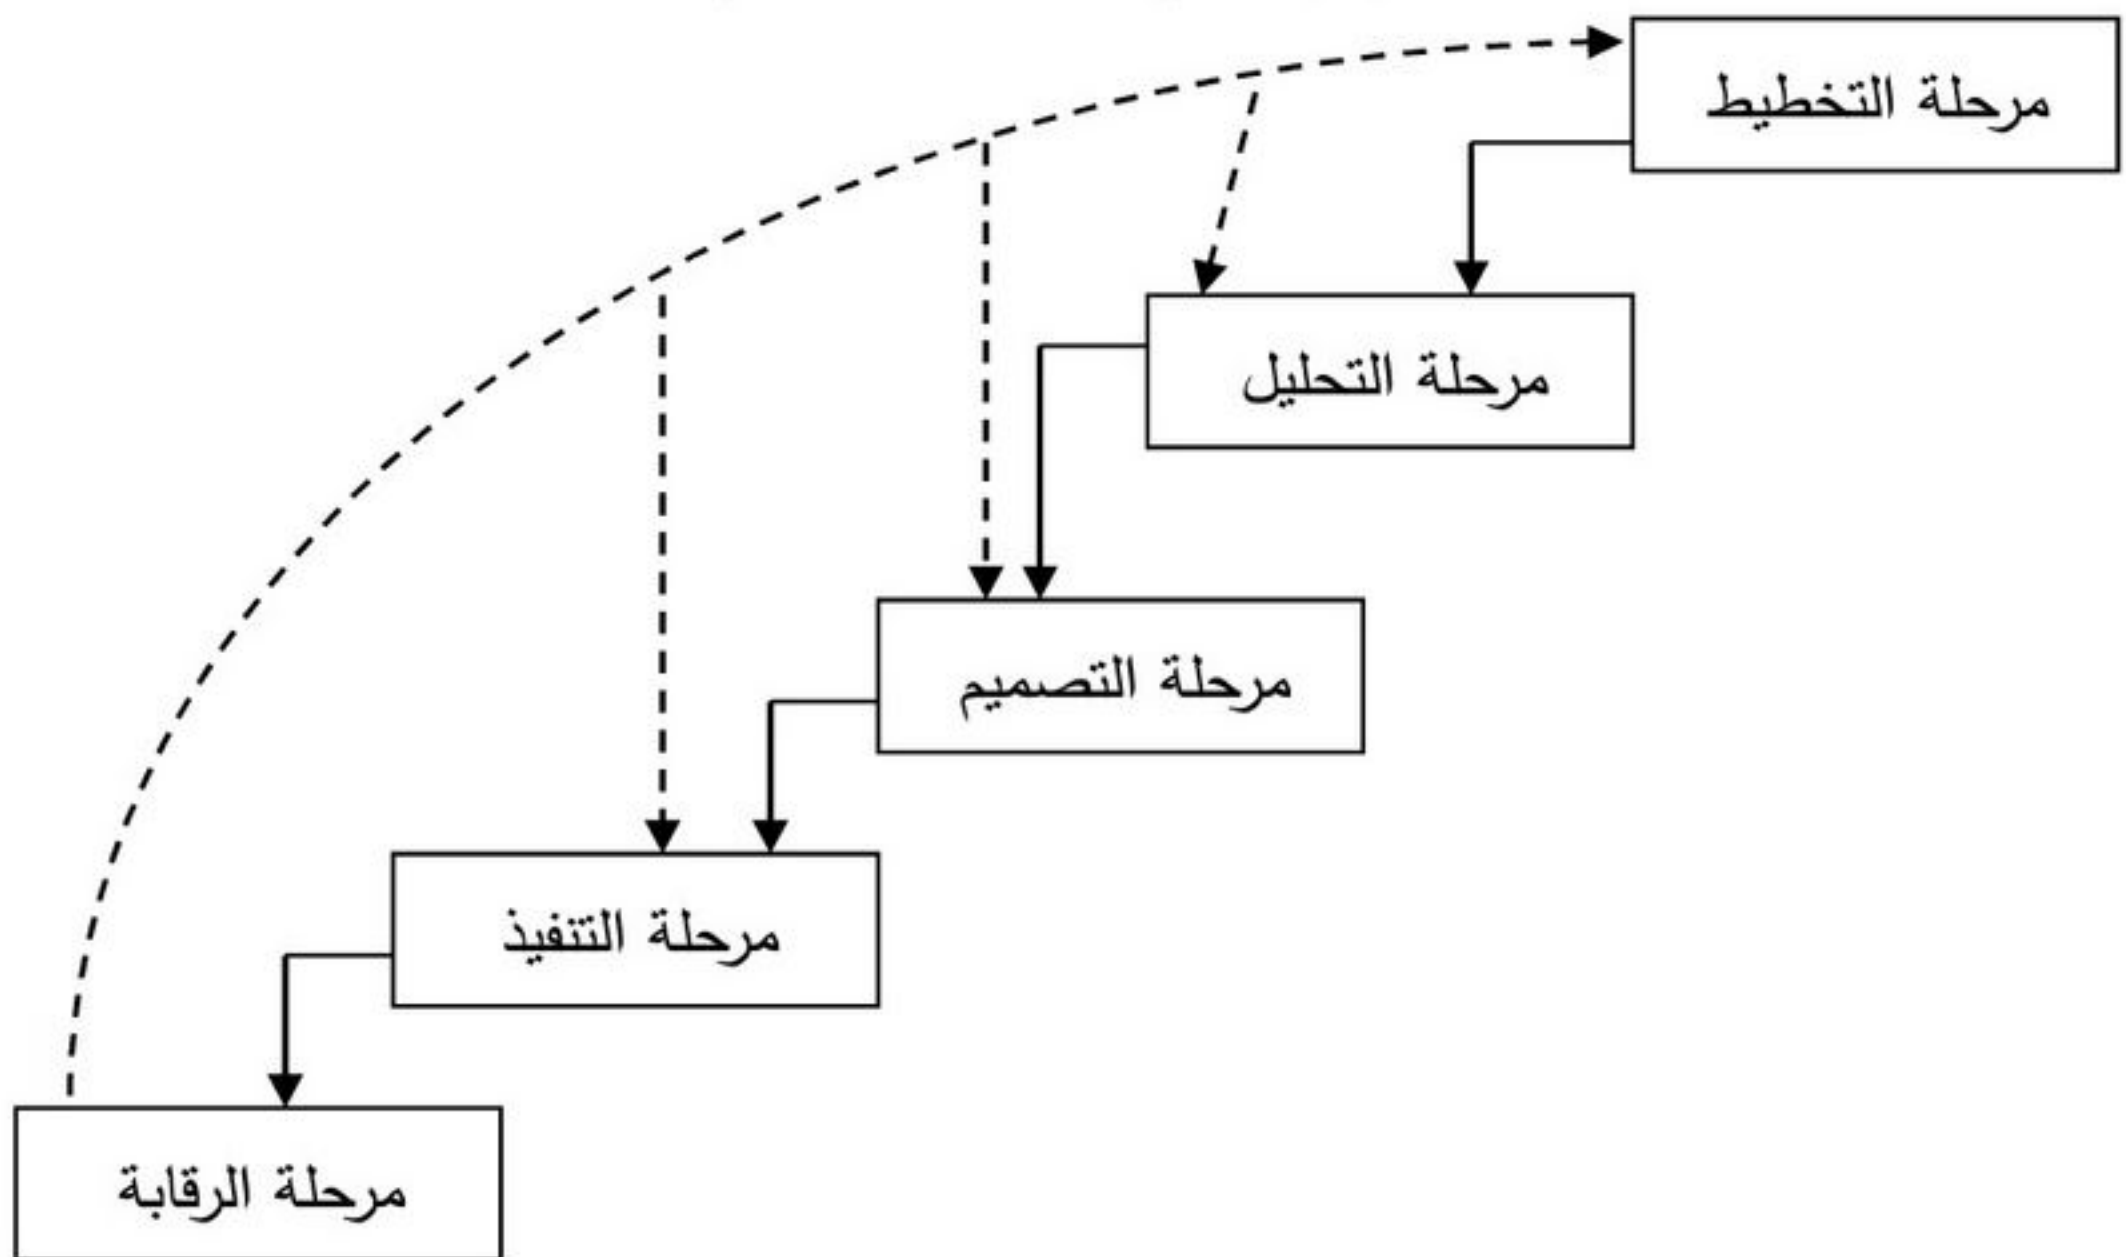 مرحلة التخطيط
مرحلة التحليل
مرحلة التصميم
مرحلة التنفيذ
مرحلة الرقابة